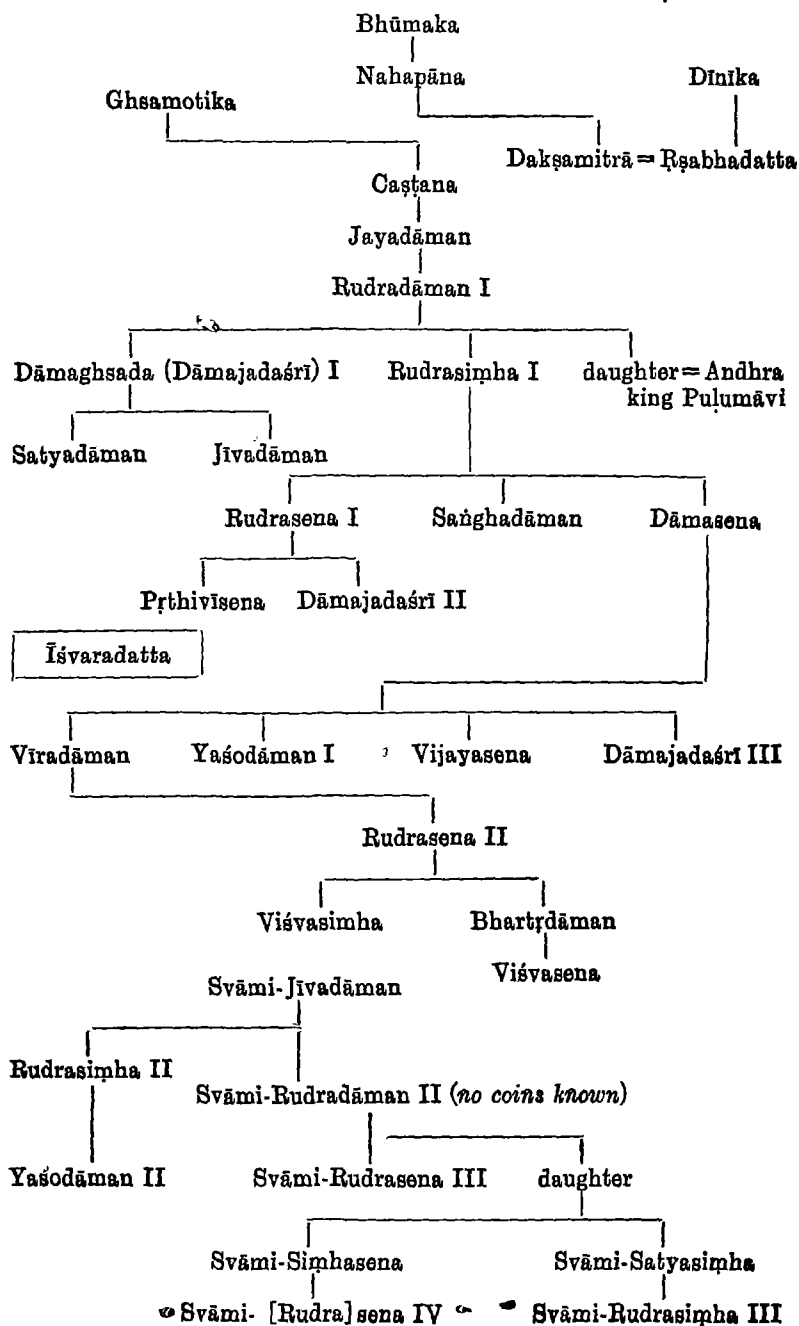 Bhūmaka
Nahapāna Dīnīka
Ghsamotika
Dakṣamitrā = Ṛṣabhadatta
Caṣṭana
Jayadāman
Rudradāman I
Dāmaghsada (Dāmajadaśrī) I Rudrasiṃha I daughter = Andhra
king Puḷumāvi
Satyadāman Jīvadāman
Rudrasena I Saṅghadāman Dāmasena
Pṛthivīsena Dāmajadaśrī II
Īśvaradatta
Vīradāman Yaśodāman I Vijayasena Dāmajadaśrī III
Rudrasena II
Viśvasiṃha Bhartṛdāman
Viśvasena
Svāmi-Jīvadāman
Rudrasiṃha II
Svāmi-Rudradāman II (no coins known)
Yaśodāman II Svāmi-Rudrasena III daughter
Svāmi-Siṃhasena Svāmi-Satyasiṃha
Svāmi- [Rudra]sena IV Svāmi-Rudrasiṃha III